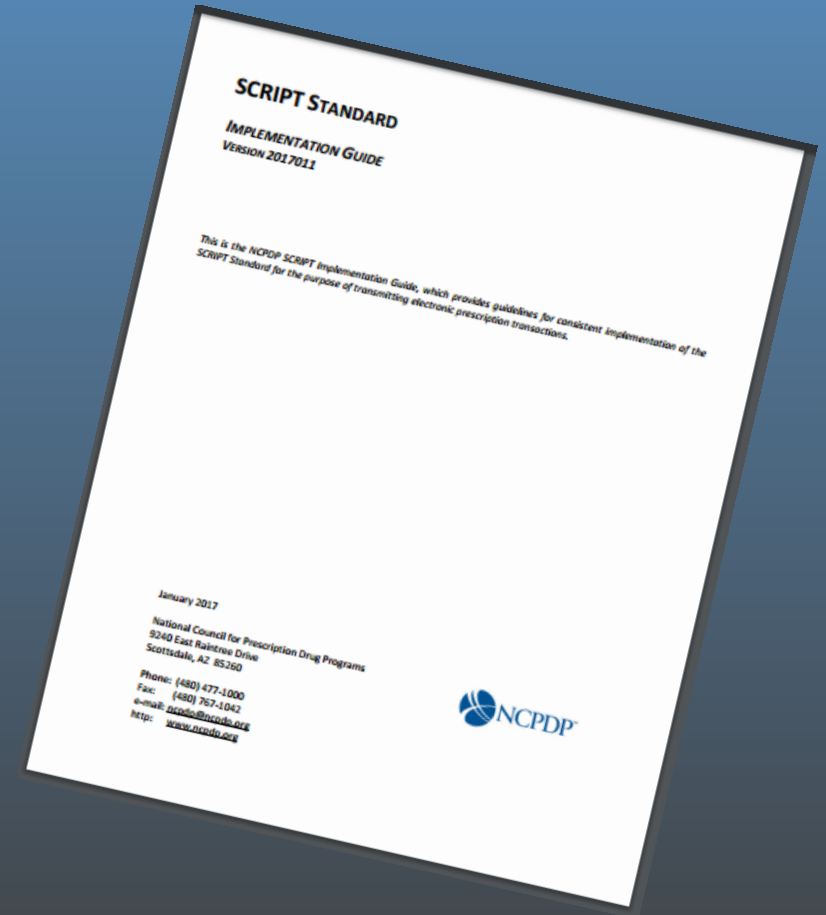 SCRIPT STANDARD
IMPLEMENTATION GUIDE
VERSION 2017011
This is the NCPDP SCRIPT Implementation Guide, which provides guidelines for consistent implementation of the
SCRIPT Standard for the purpose of transmitting electronic prescription transactions.
January 2017
National Council for Prescription Drug Programs
9240 East Raintree Drive
Scottsdale, AZ 85260
Phone: (480) 477-1000
Fax: (480) 767-1042
e-mail: ncpdp@ncpdp.org
http: www.ncpdp.org
NCPDP™